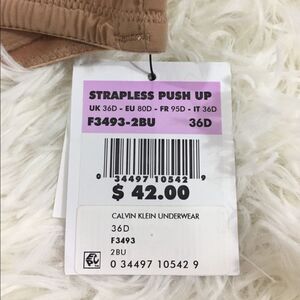 STRAPLESS PUSH UP
UK 36D - EU 80D - FR 95D - IT 36D
F3493-2BU 36D
0 34497 10542 9
$ 42.00
CALVIN KLEIN UNDERWEAR
36D
F3493
2BU
0 34497 10542 9